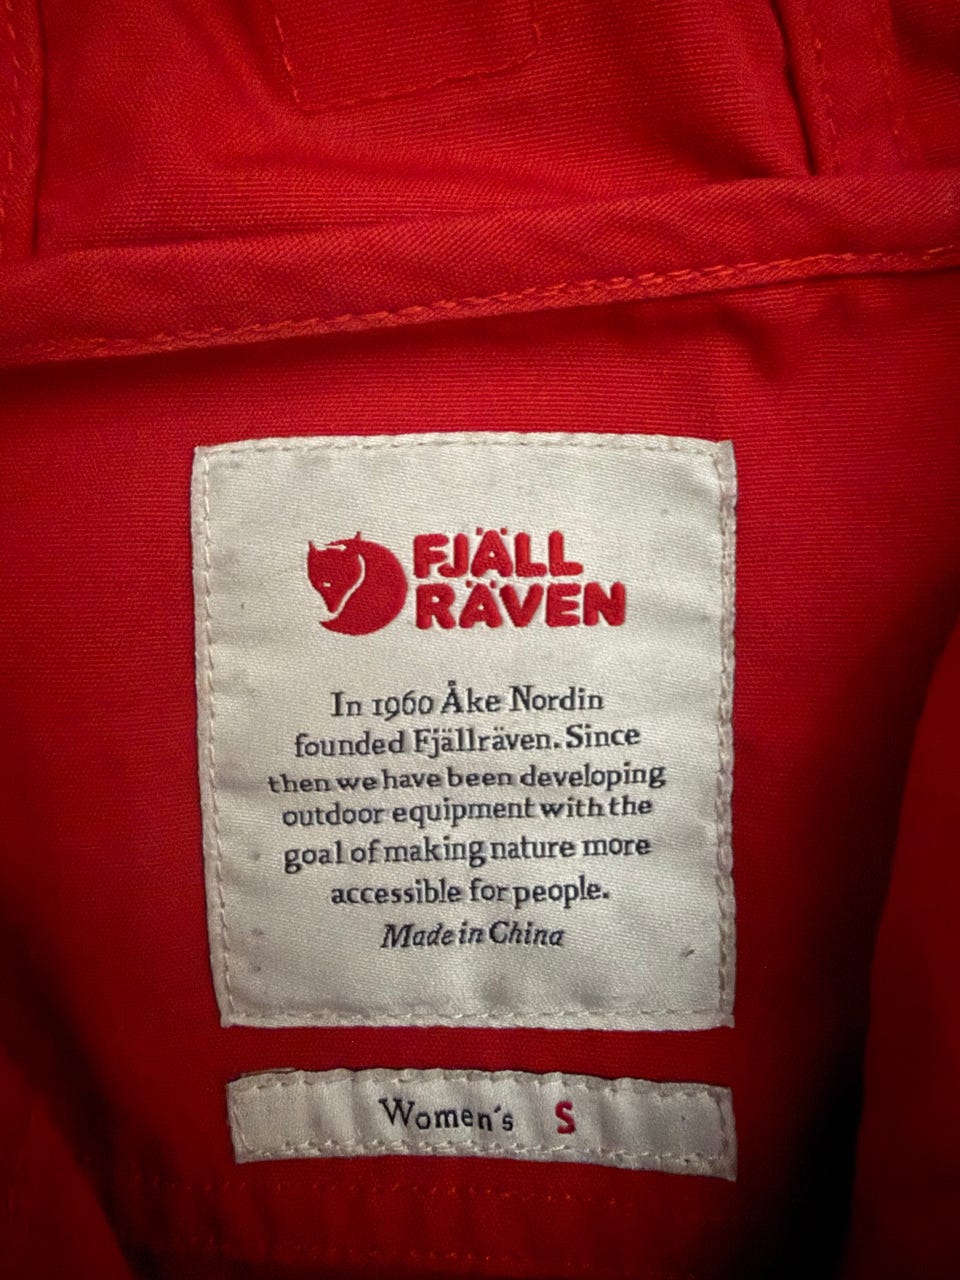 FJÄLL
RÄVEN
In 1960 Åke Nordin
founded Fjällräven. Since
then we have been developing
outdoor equipment with the
goal of making nature more
accessible for people.
Made in China
Women's S